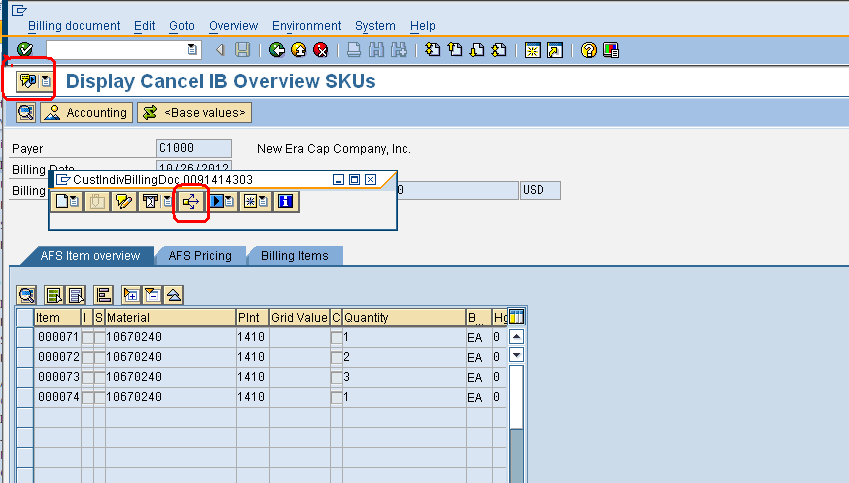 Billing document Edit Goto Overview Environment System Help
Display Cancel IB Overview SKUs
Accounting <Base values>
Payer C1000 New Era Cap Company, Inc.
Billing Date 10/26/2012
CustIndivBillingDoc 0091414303
Billing 0 USD
AFS Item overview AFS Pricing Billing Items
Item I S Material Plnt Grid Value C Quantity B... Hg
000071 10670240 1410 1 EA 0
000072 10670240 1410 2 EA 0
000073 10670240 1410 3 EA 0
000074 10670240 1410 1 EA 0